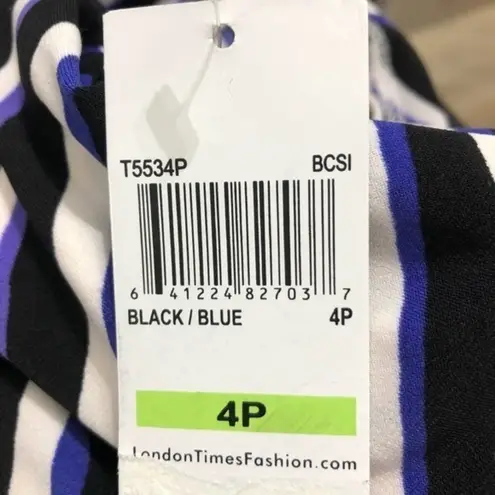 T5534P BCSI
6 41224 82703 7
BLACK / BLUE 4P
4P
LondonTimesFashion.com